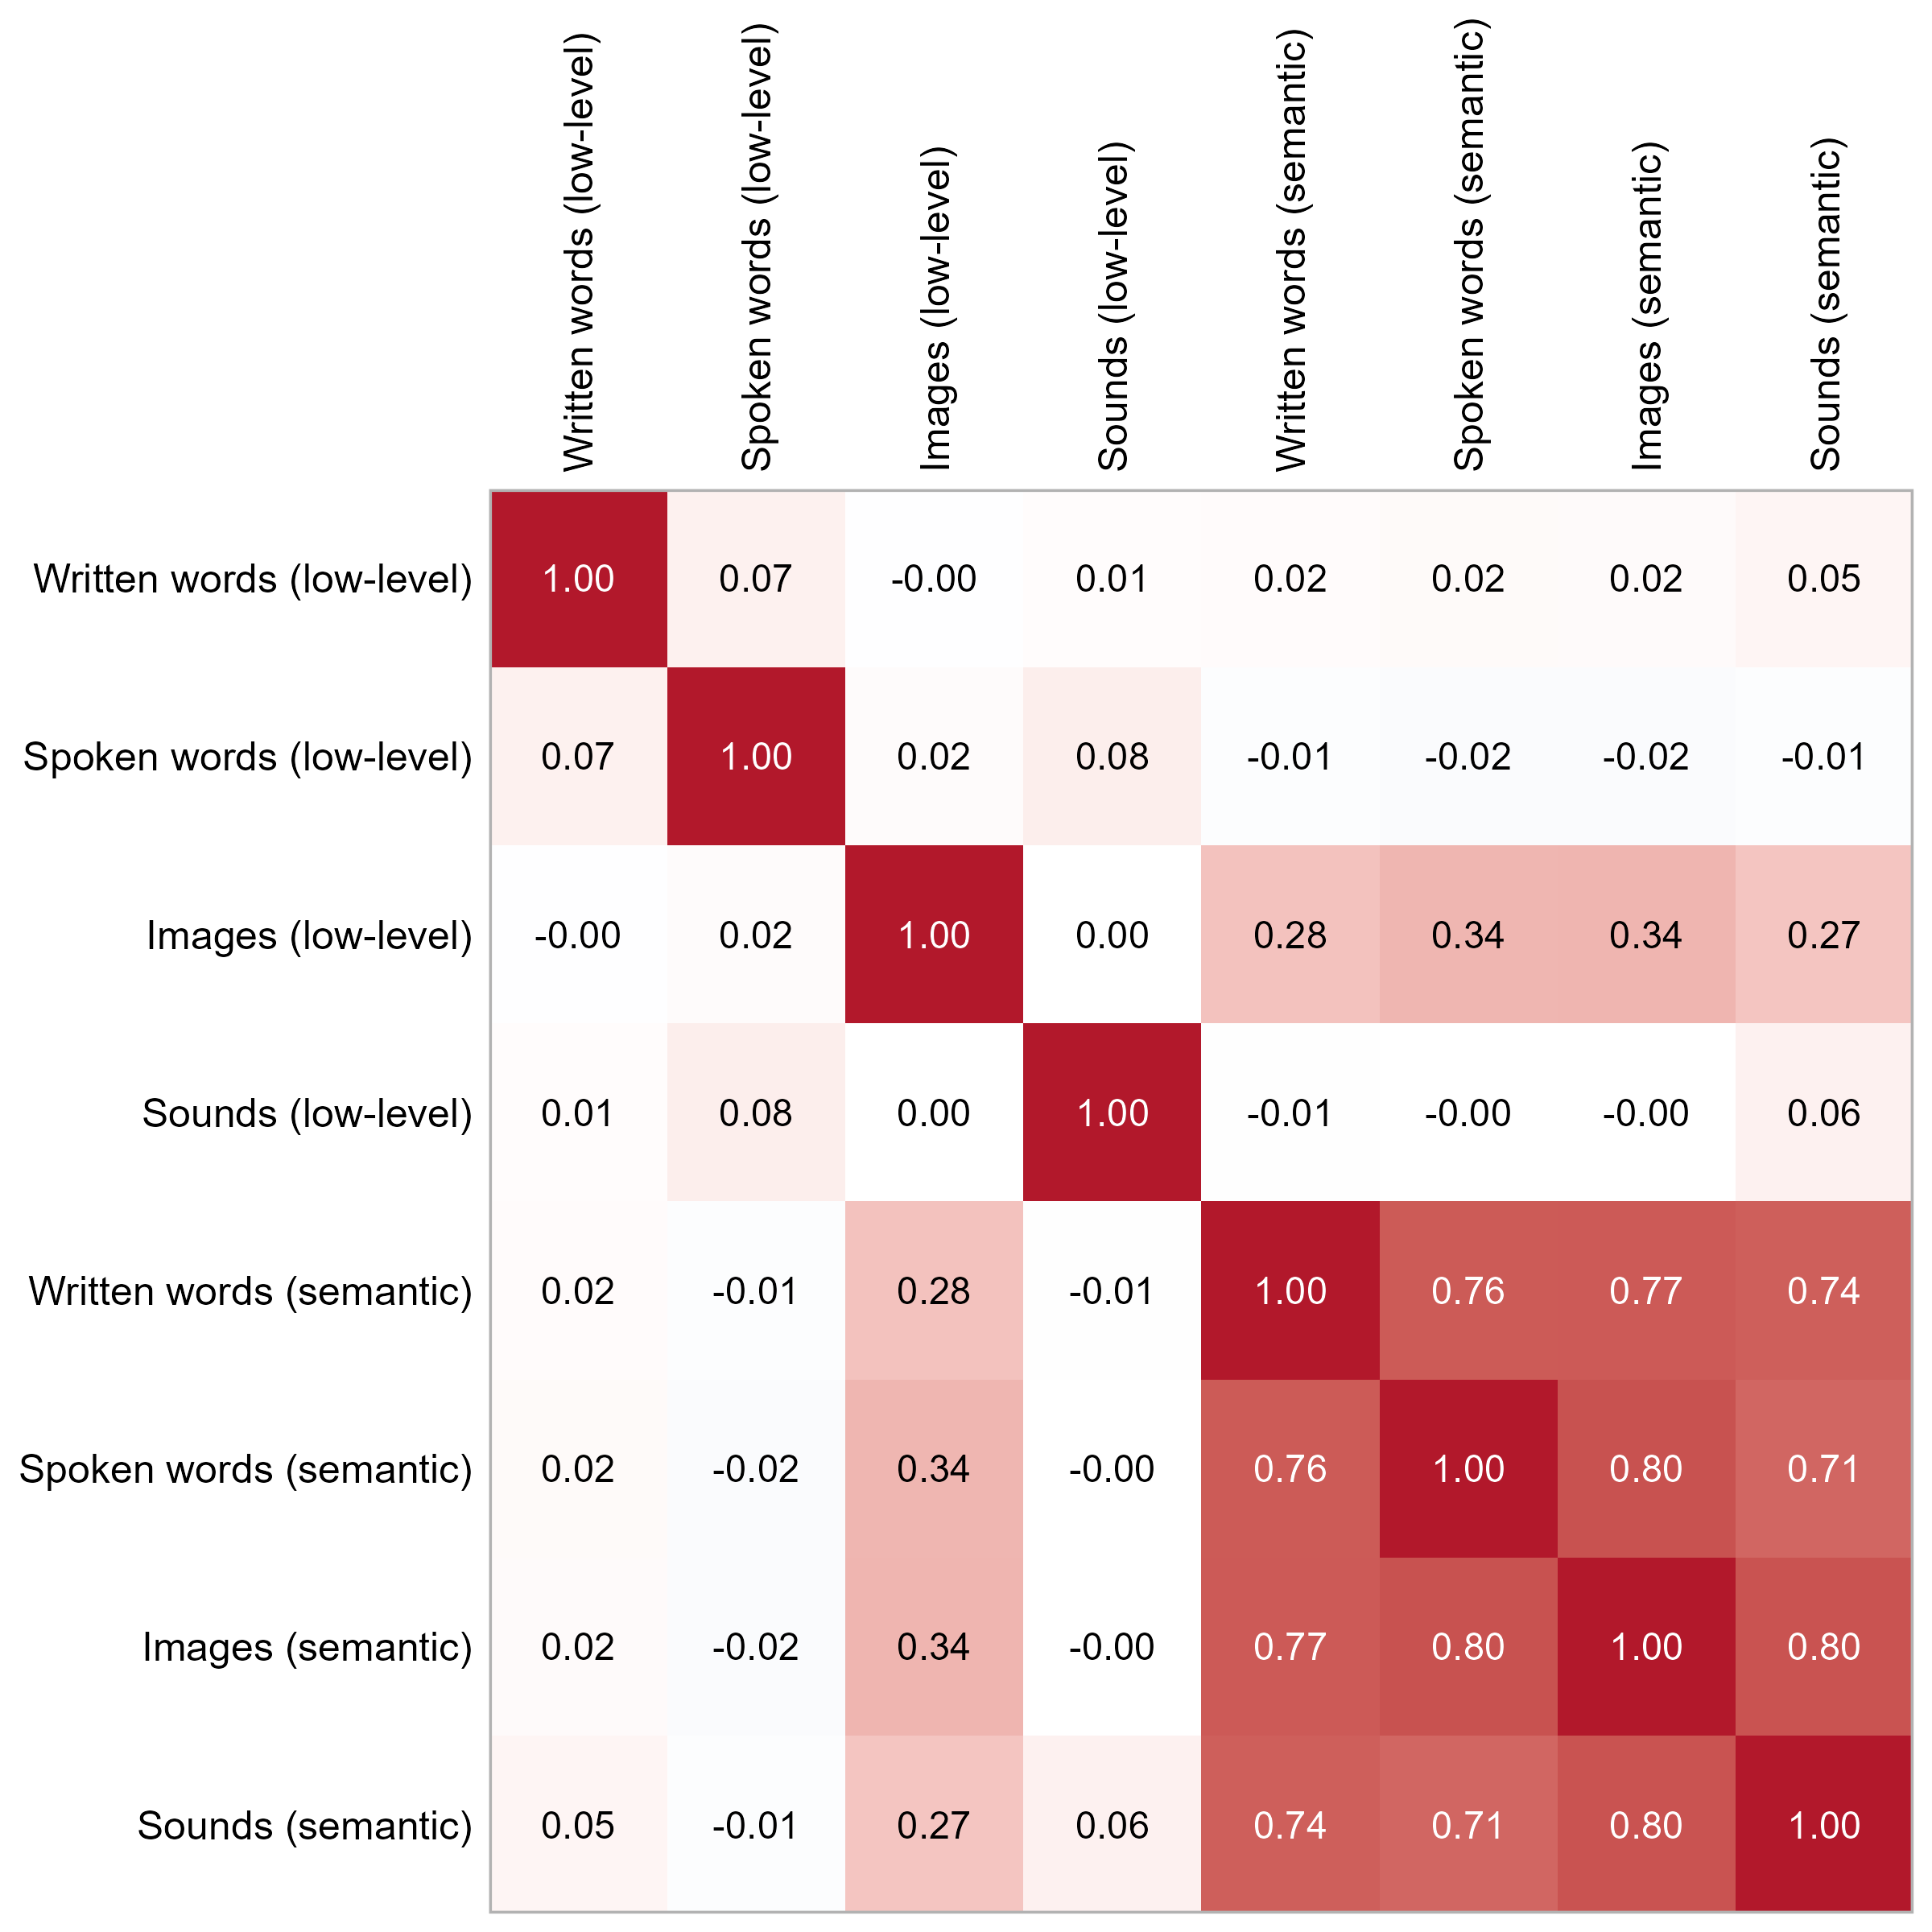 Written words (low-level)
Spoken words (low-level)
Images (low-level)
Sounds (low-level)
Written words (semantic)
Spoken words (semantic)
Images (semantic)
Sounds (semantic)
Written words (low-level) 1.00 0.07 -0.00 0.01 0.02 0.02 0.02 0.05
Spoken words (low-level) 0.07 1.00 0.02 0.08 -0.01 -0.02 -0.02 -0.01
Images (low-level) -0.00 0.02 1.00 0.00 0.28 0.34 0.34 0.27
Sounds (low-level) 0.01 0.08 0.00 1.00 -0.01 -0.00 -0.00 0.06
Written words (semantic) 0.02 -0.01 0.28 -0.01 1.00 0.76 0.77 0.74
Spoken words (semantic) 0.02 -0.02 0.34 -0.00 0.76 1.00 0.80 0.71
Images (semantic) 0.02 -0.02 0.34 -0.00 0.77 0.80 1.00 0.80
Sounds (semantic) 0.05 -0.01 0.27 0.06 0.74 0.71 0.80 1.00